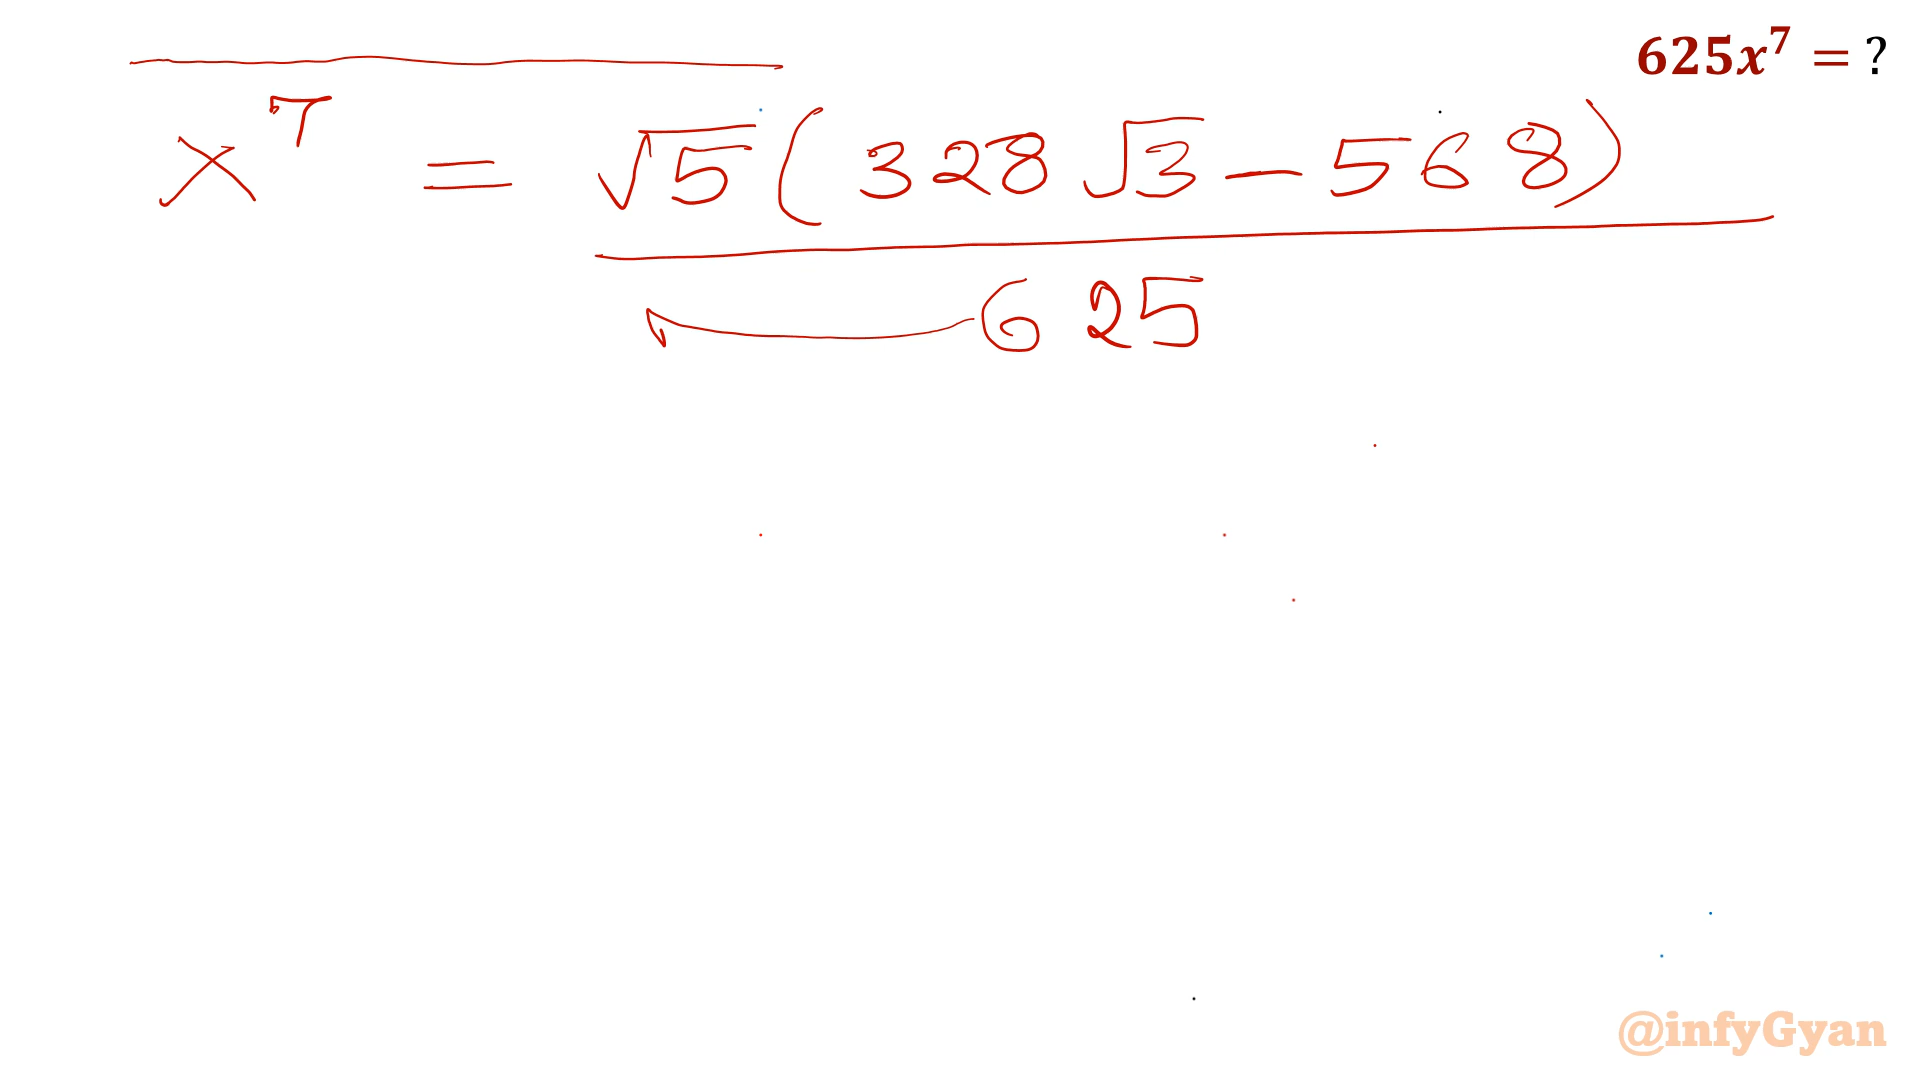 625x⁷ = ?
x⁷ = √5 (328√3 − 568)
625
@infyGyan